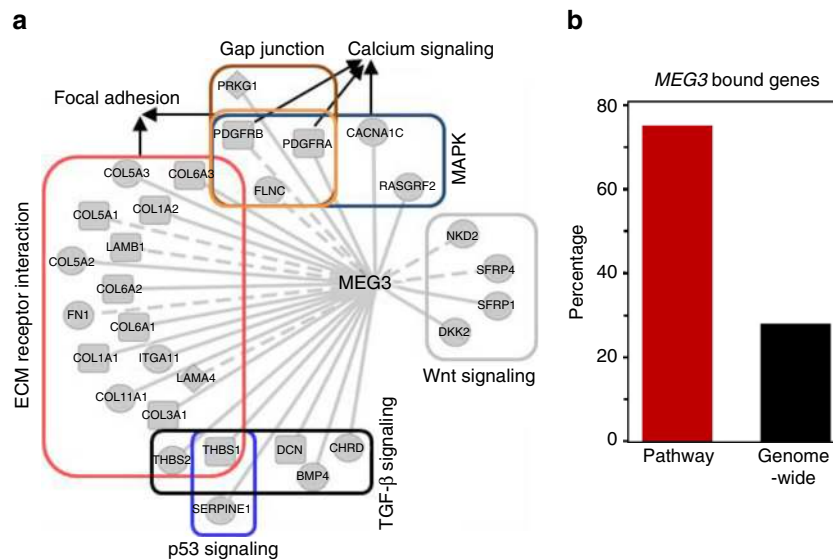 a
Gap junction
Calcium signaling
Focal adhesion
PRKG1
PDGFRB
PDGFRA
CACNA1C
MAPK
FLNC
RASGRF2
COL5A3
COL6A3
COL5A1
COL1A2
LAMB1
COL5A2
COL6A2
FN1
COL6A1
COL1A1
ITGA11
LAMA4
COL11A1
COL3A1
ECM receptor interaction
MEG3
NKD2
SFRP4
SFRP1
DKK2
Wnt signaling
THBS2
THBS1
DCN
CHRD
BMP4
TGF-β signaling
SERPINE1
p53 signaling
b
MEG3 bound genes
Percentage
80
60
40
20
0
Pathway
Genome
-wide